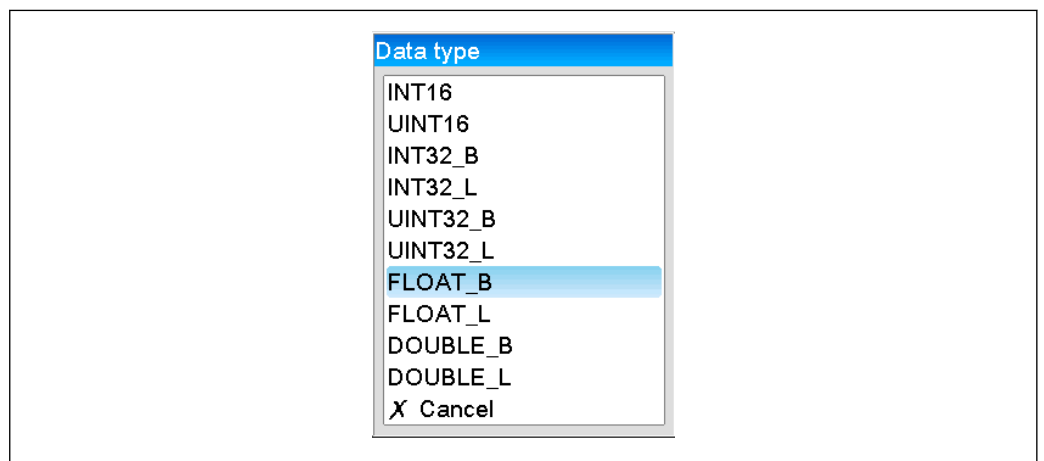 Data type
INT16
UINT16
INT32_B
INT32_L
UINT32_B
UINT32_L
FLOAT_B
FLOAT_L
DOUBLE_B
DOUBLE_L
X Cancel